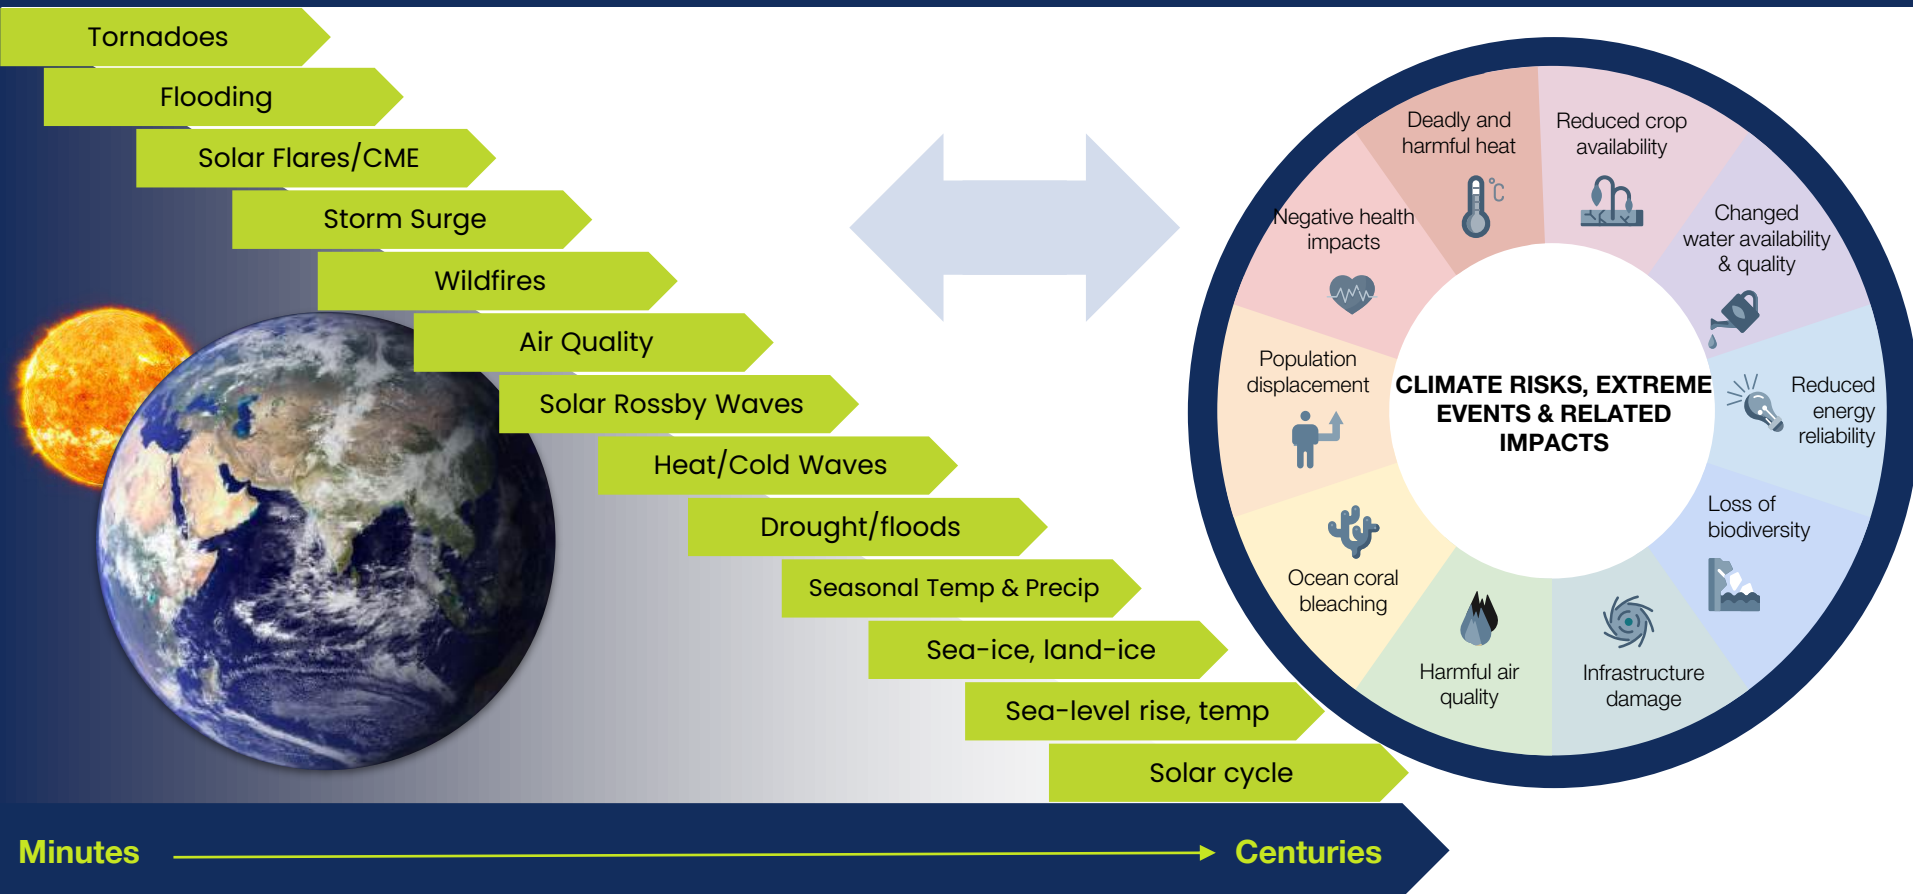 Tornadoes
Flooding
Solar Flares/CME
Storm Surge
Wildfires
Air Quality
Solar Rossby Waves
Heat/Cold Waves
Drought/floods
Seasonal Temp & Precip
Sea-ice, land-ice
Sea-level rise, temp
Solar cycle
Minutes
Centuries
Deadly and
harmful heat
°C
Reduced crop
availability
Changed
water availability
& quality
Reduced
energy
reliability
Loss of
biodiversity
Infrastructure
damage
Harmful air
quality
Ocean coral
bleaching
Population
displacement
Negative health
impacts
CLIMATE RISKS, EXTREME
EVENTS & RELATED
IMPACTS